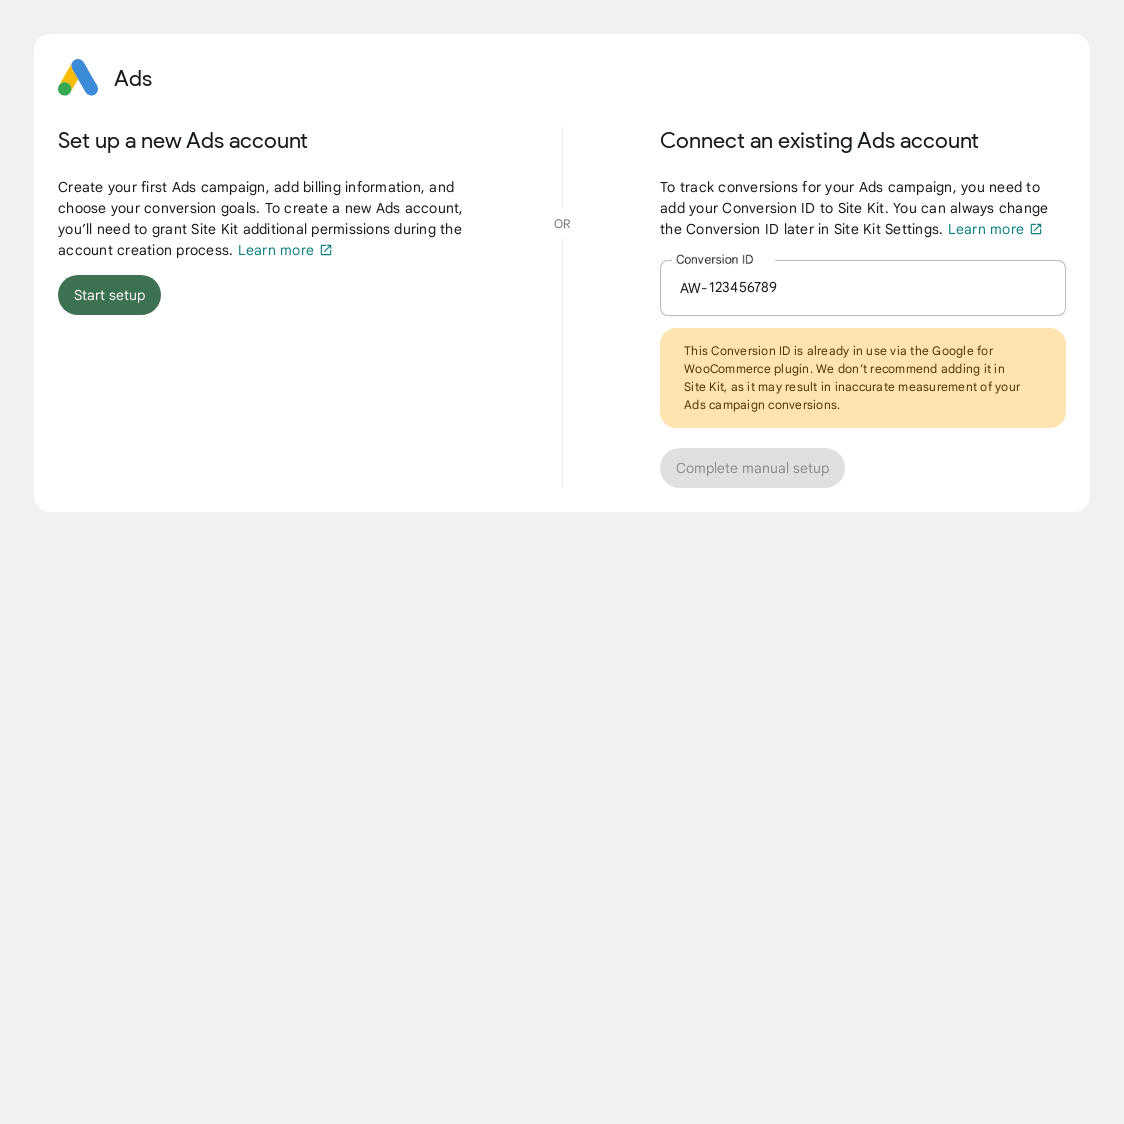 Ads
Set up a new Ads account
Create your first Ads campaign, add billing information, and
choose your conversion goals. To create a new Ads account,
you’ll need to grant Site Kit additional permissions during the
account creation process. Learn more
Start setup
OR
Connect an existing Ads account
To track conversions for your Ads campaign, you need to
add your Conversion ID to Site Kit. You can always change
the Conversion ID later in Site Kit Settings. Learn more
Conversion ID
AW-123456789
This Conversion ID is already in use via the Google for
WooCommerce plugin. We don’t recommend adding it in
Site Kit, as it may result in inaccurate measurement of your
Ads campaign conversions.
Complete manual setup